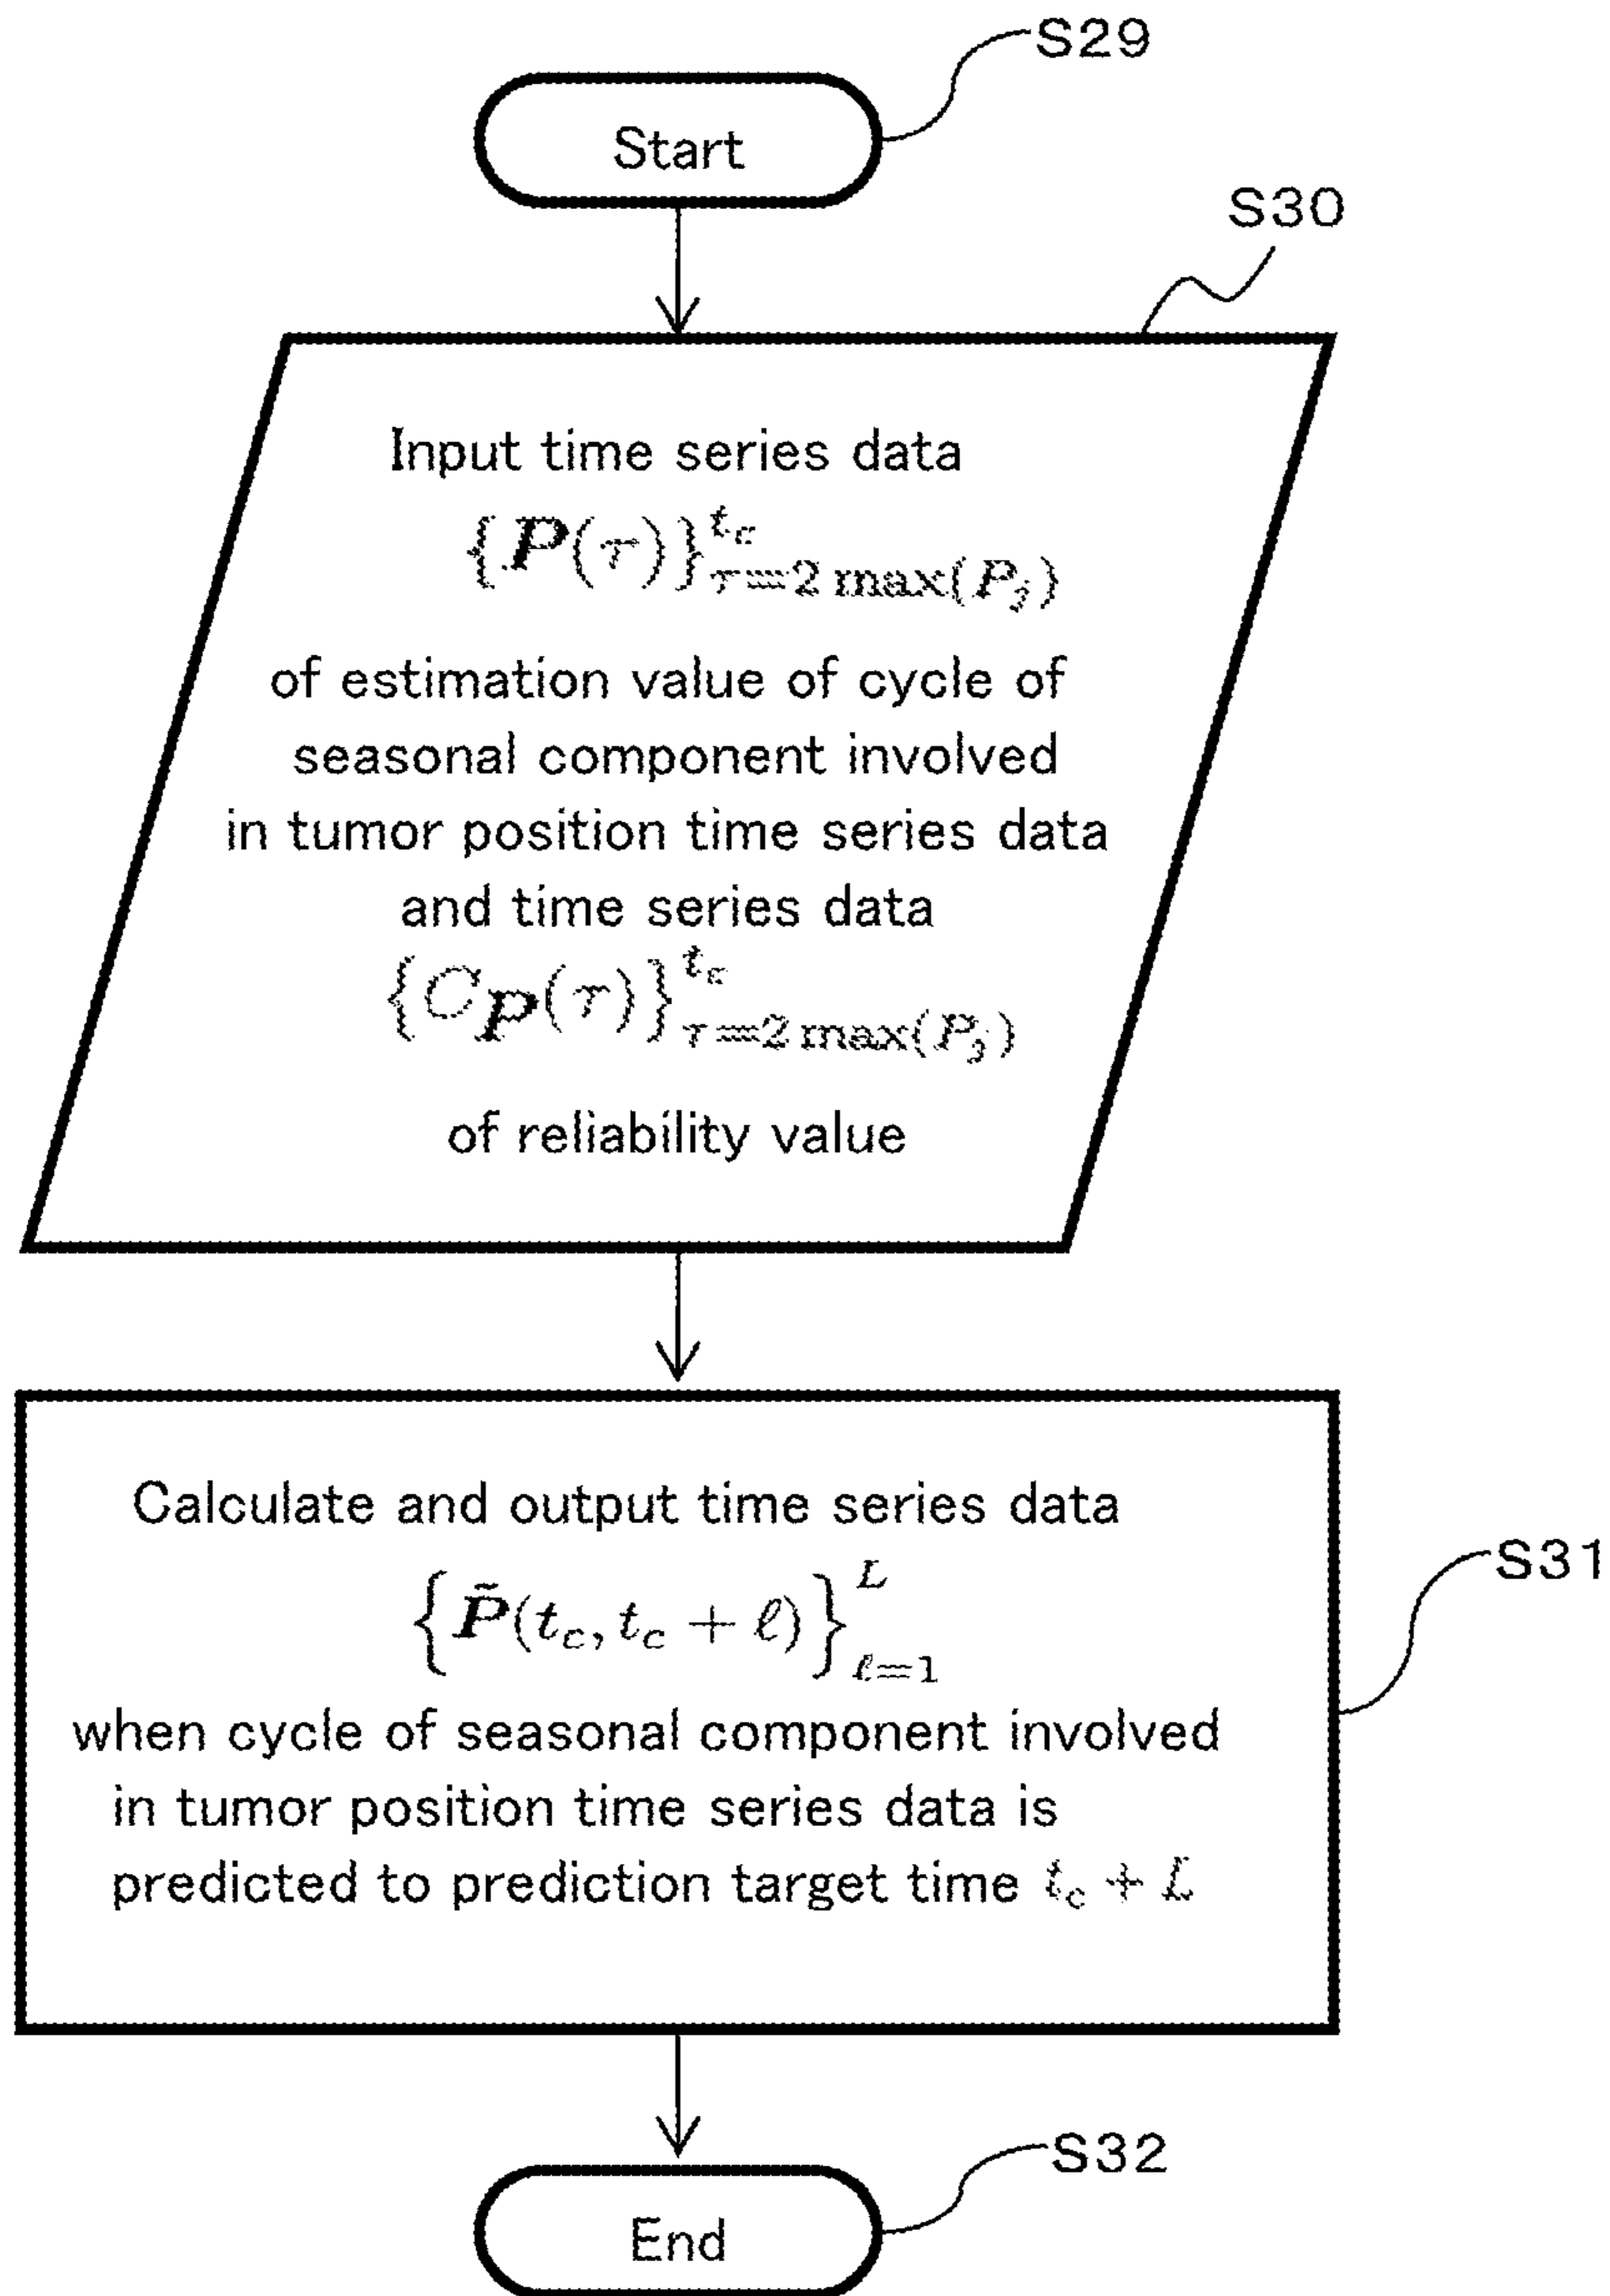 S29
Start
S30
Input time series data
{P(τ)}_{τ=2 max(P_j)}^{t_c}
of estimation value of cycle of
seasonal component involved
in tumor position time series data
and time series data
{C_P(τ)}_{τ=2 max(P_j)}^{t_c}
of reliability value
Calculate and output time series data
S31
{P̃(t_c, t_c + ℓ)}_{ℓ=1}^{L}
when cycle of seasonal component involved
in tumor position time series data is
predicted to prediction target time t_c + L
S32
End